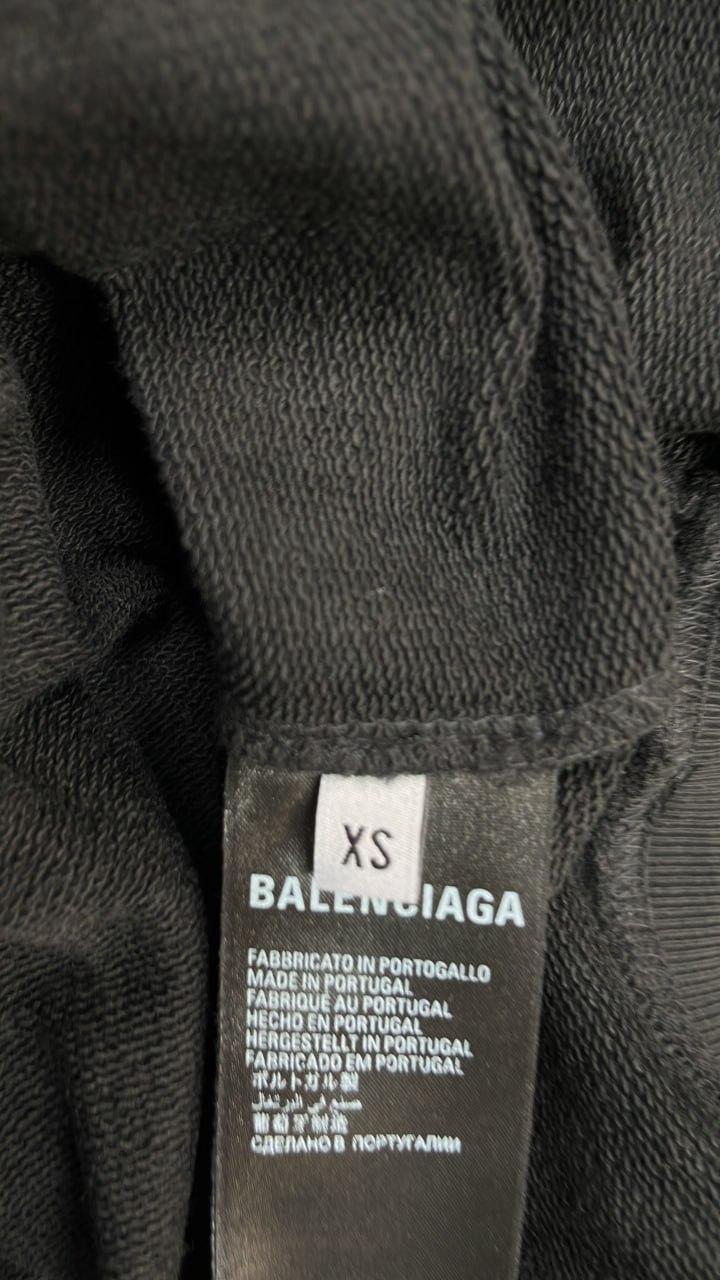 XS
BALENCIAGA
FABBRICATO IN PORTOGALLO
MADE IN PORTUGAL
FABRIQUÉ AU PORTUGAL
HECHO EN PORTUGAL
HERGESTELLT IN PORTUGAL
FABRICADO EM PORTUGAL
ポルトガル製
صنع في البرتغال
葡萄牙制造
СДЕЛАНО В ПОРТУГАЛИИ